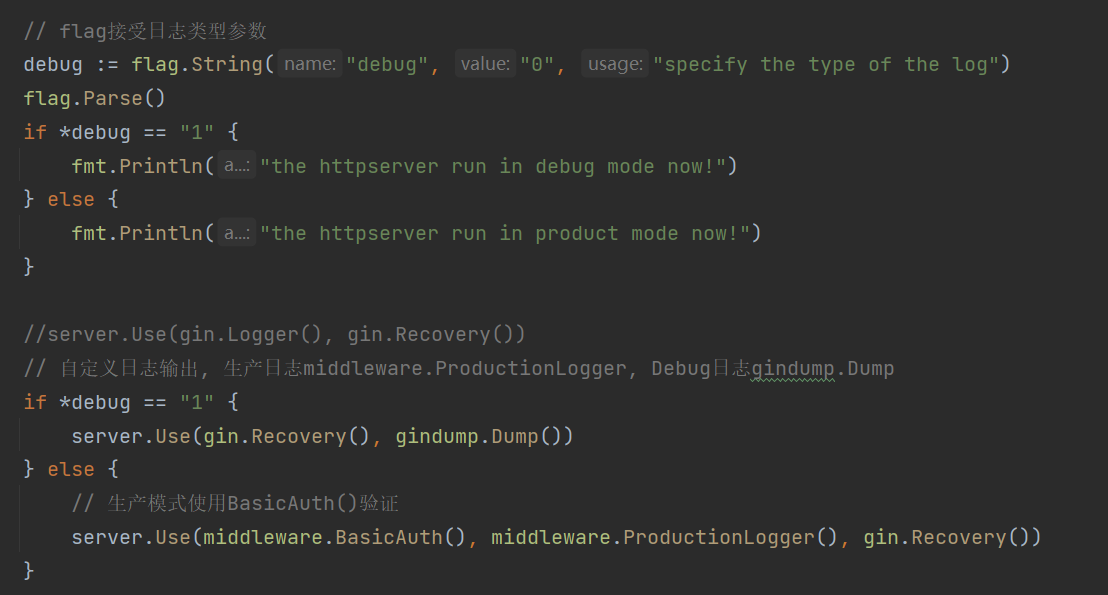 // flag接受日志类型参数
debug := flag.String( name: "debug", value: "0", usage: "specify the type of the log")
flag.Parse()
if *debug == "1" {
    fmt.Println( a...: "the httpserver run in debug mode now!")
} else {
    fmt.Println( a...: "the httpserver run in product mode now!")
}
//server.Use(gin.Logger(), gin.Recovery())
// 自定义日志输出, 生产日志middleware.ProductionLogger, Debug日志gindump.Dump
if *debug == "1" {
    server.Use(gin.Recovery(), gindump.Dump())
} else {
    // 生产模式使用BasicAuth()验证
    server.Use(middleware.BasicAuth(), middleware.ProductionLogger(), gin.Recovery())
}